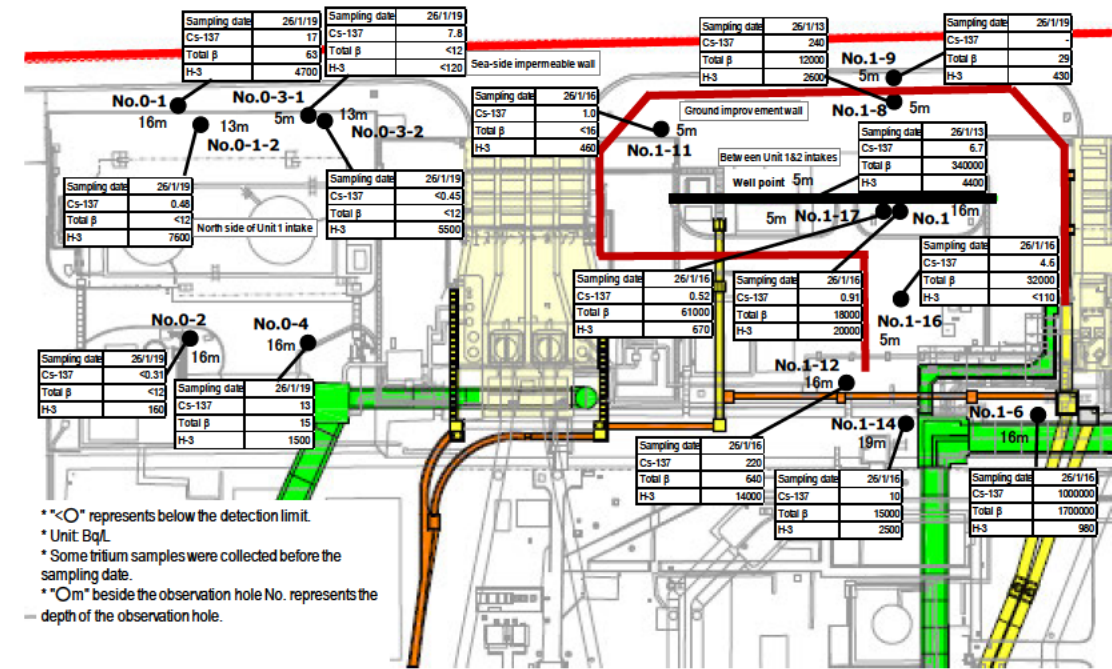 Sampling date 26/1/19
Cs-137 17
Total β 63
H-3 4700
Sampling date 26/1/19
Cs-137 7.8
Total β <12
H-3 <120
Sea-side impermeable wall
Sampling date 26/1/13
Cs-137 240
Total β 12000
H-3 2600
Sampling date 26/1/19
Cs-137 -
Total β 29
H-3 430
No.0-1
16m
13m
No.0-1-2
No.0-3-1
5m
13m
No.0-3-2
Sampling date 26/1/16
Cs-137 1.0
Total β <16
H-3 460
5m
No.1-11
Ground improvement wall
No.1-9
5m
No.1-8
5m
Sampling date 26/1/13
Cs-137 6.7
Total β 340000
H-3 4400
Between Unit 1&2 intakes
Well point 5m
5m
No.1-17
No.1
16m
Sampling date 26/1/19
Cs-137 0.48
Total β <12
H-3 7600
North side of Unit 1 intake
Sampling date 26/1/19
Cs-137 <0.45
Total β <12
H-3 5500
Sampling date 26/1/16
Cs-137 0.52
Total β 61000
H-3 670
Sampling date 26/1/16
Cs-137 0.91
Total β 18000
H-3 20000
Sampling date 26/1/16
Cs-137 4.6
Total β 32000
H-3 <110
No.1-16
5m
No.0-2
16m
No.0-4
16m
Sampling date 26/1/19
Cs-137 <0.31
Total β <12
H-3 160
Sampling date 26/1/19
Cs-137 13
Total β 15
H-3 1500
No.1-12
16m
No.1-14
19m
No.1-6
16m
Sampling date 26/1/16
Cs-137 220
Total β 640
H-3 14000
Sampling date 26/1/16
Cs-137 10
Total β 15000
H-3 2500
Sampling date 26/1/16
Cs-137 1000000
Total β 1700000
H-3 980
* "<○" represents below the detection limit.
* Unit: Bq/L
* Some tritium samples were collected before the
sampling date.
* "○m" beside the observation hole No. represents the
depth of the observation hole.